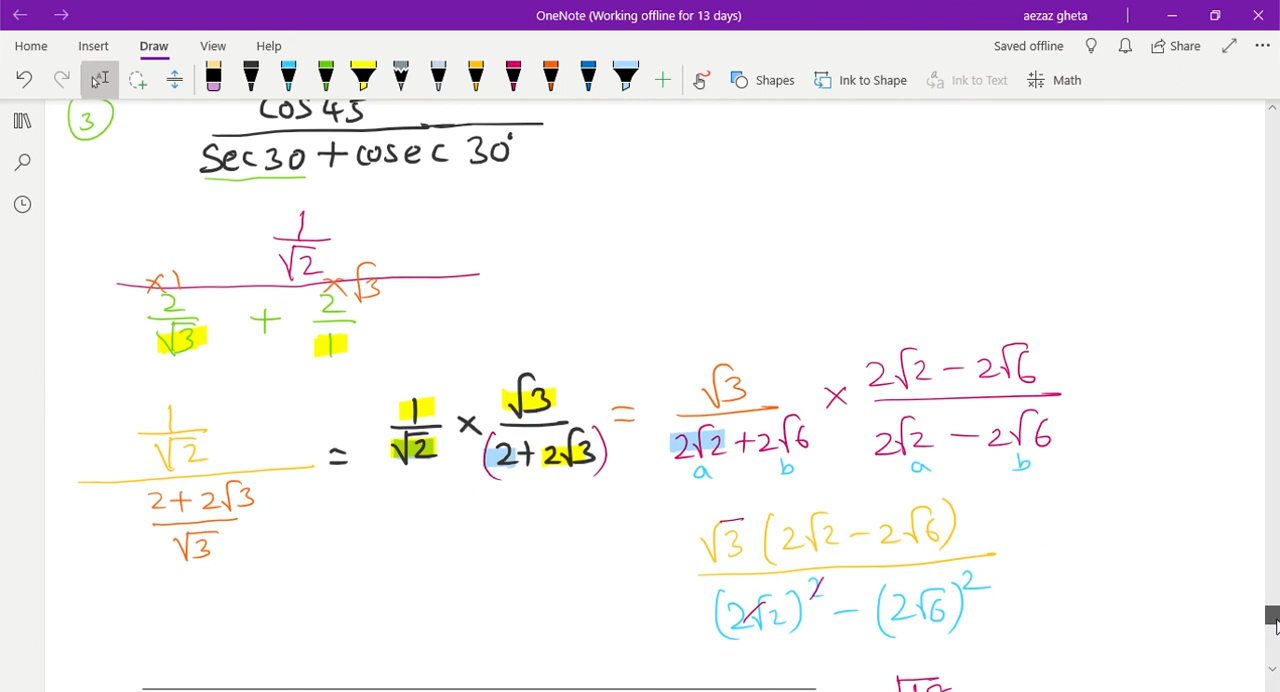 OneNote (Working offline for 13 days)
aezaz gheta
Home Insert Draw View Help
Saved offline
Share
Shapes
Ink to Shape
Ink to Text
Math
3
cos 45
sec 30 + cosec 30°
1
√2
×1 ×√3
2/√3 + 2/1
1/√2 / (2 + 2√3)/√3 = 1/√2 × √3/(2 + 2√3) = √3/(2√2 + 2√6) × (2√2 − 2√6)/(2√2 − 2√6)
a b a b
√3 (2√2 − 2√6)
(2√2)² − (2√6)²